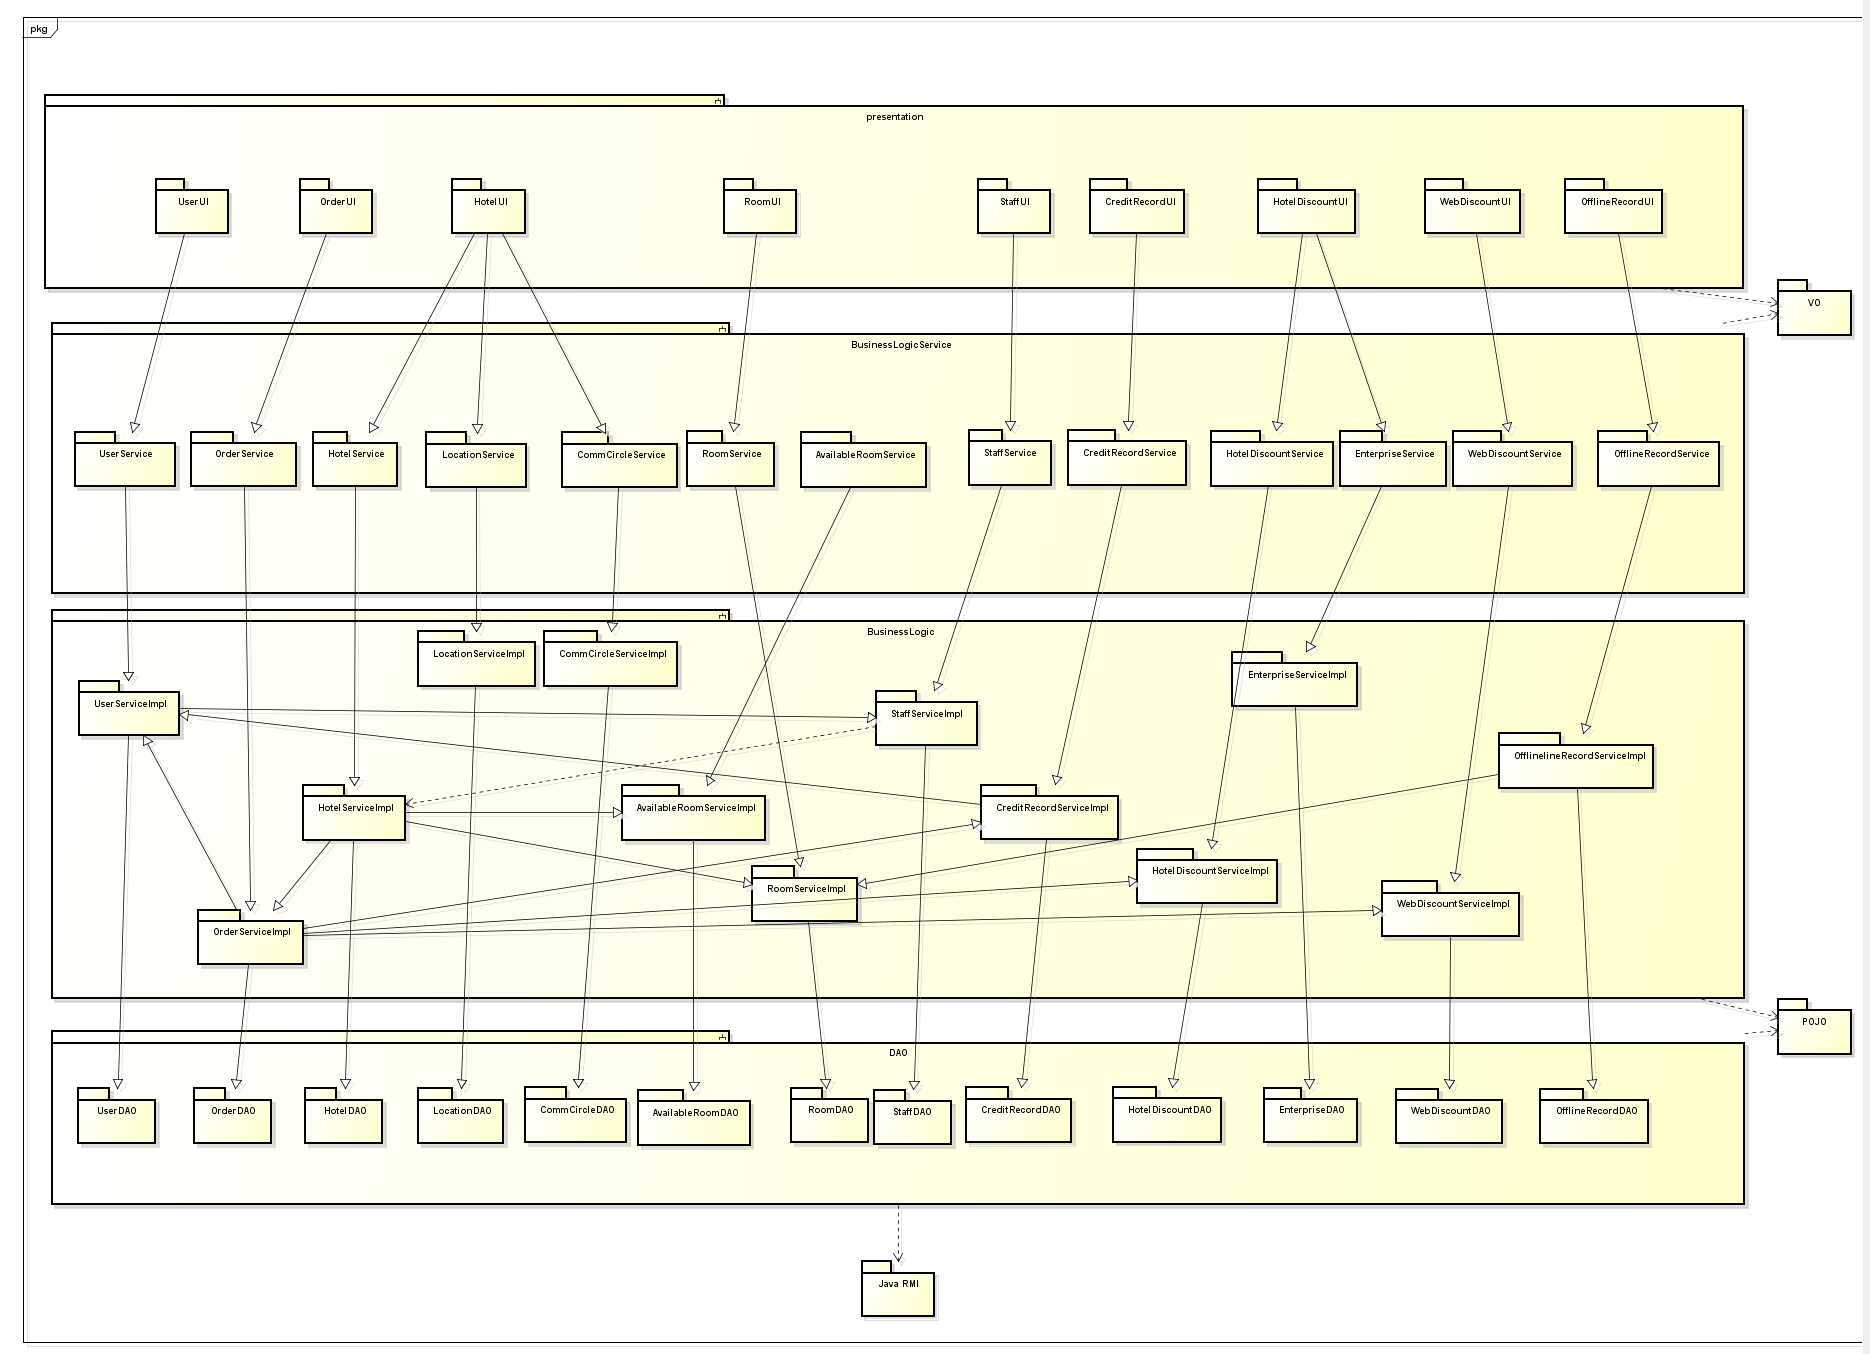 pkg
presentation
UserUI
OrderUI
HotelUI
RoomUI
StaffUI
CreditRecordUI
HotelDiscountUI
WebDiscountUI
OfflineRecordUI
VO
BusinessLogicService
UserService
OrderService
HotelService
LocationService
CommCircleService
RoomService
AvailableRoomService
StaffService
CreditRecordService
HotelDiscountService
EnterpriseService
WebDiscountService
OfflineRecordService
BusinessLogic
LocationServiceImpl
CommCircleServiceImpl
EnterpriseServiceImpl
UserServiceImpl
StaffServiceImpl
OfflinelineRecordServiceImpl
HotelServiceImpl
AvailableRoomServiceImpl
CreditRecordServiceImpl
HotelDiscountServiceImpl
RoomServiceImpl
WebDiscountServiceImpl
OrderServiceImpl
POJO
DAO
UserDAO
OrderDAO
HotelDAO
LocationDAO
CommCircleDAO
AvailableRoomDAO
RoomDAO
StaffDAO
CreditRecordDAO
HotelDiscountDAO
EnterpriseDAO
WebDiscountDAO
OfflineRecordDAO
Java RMI